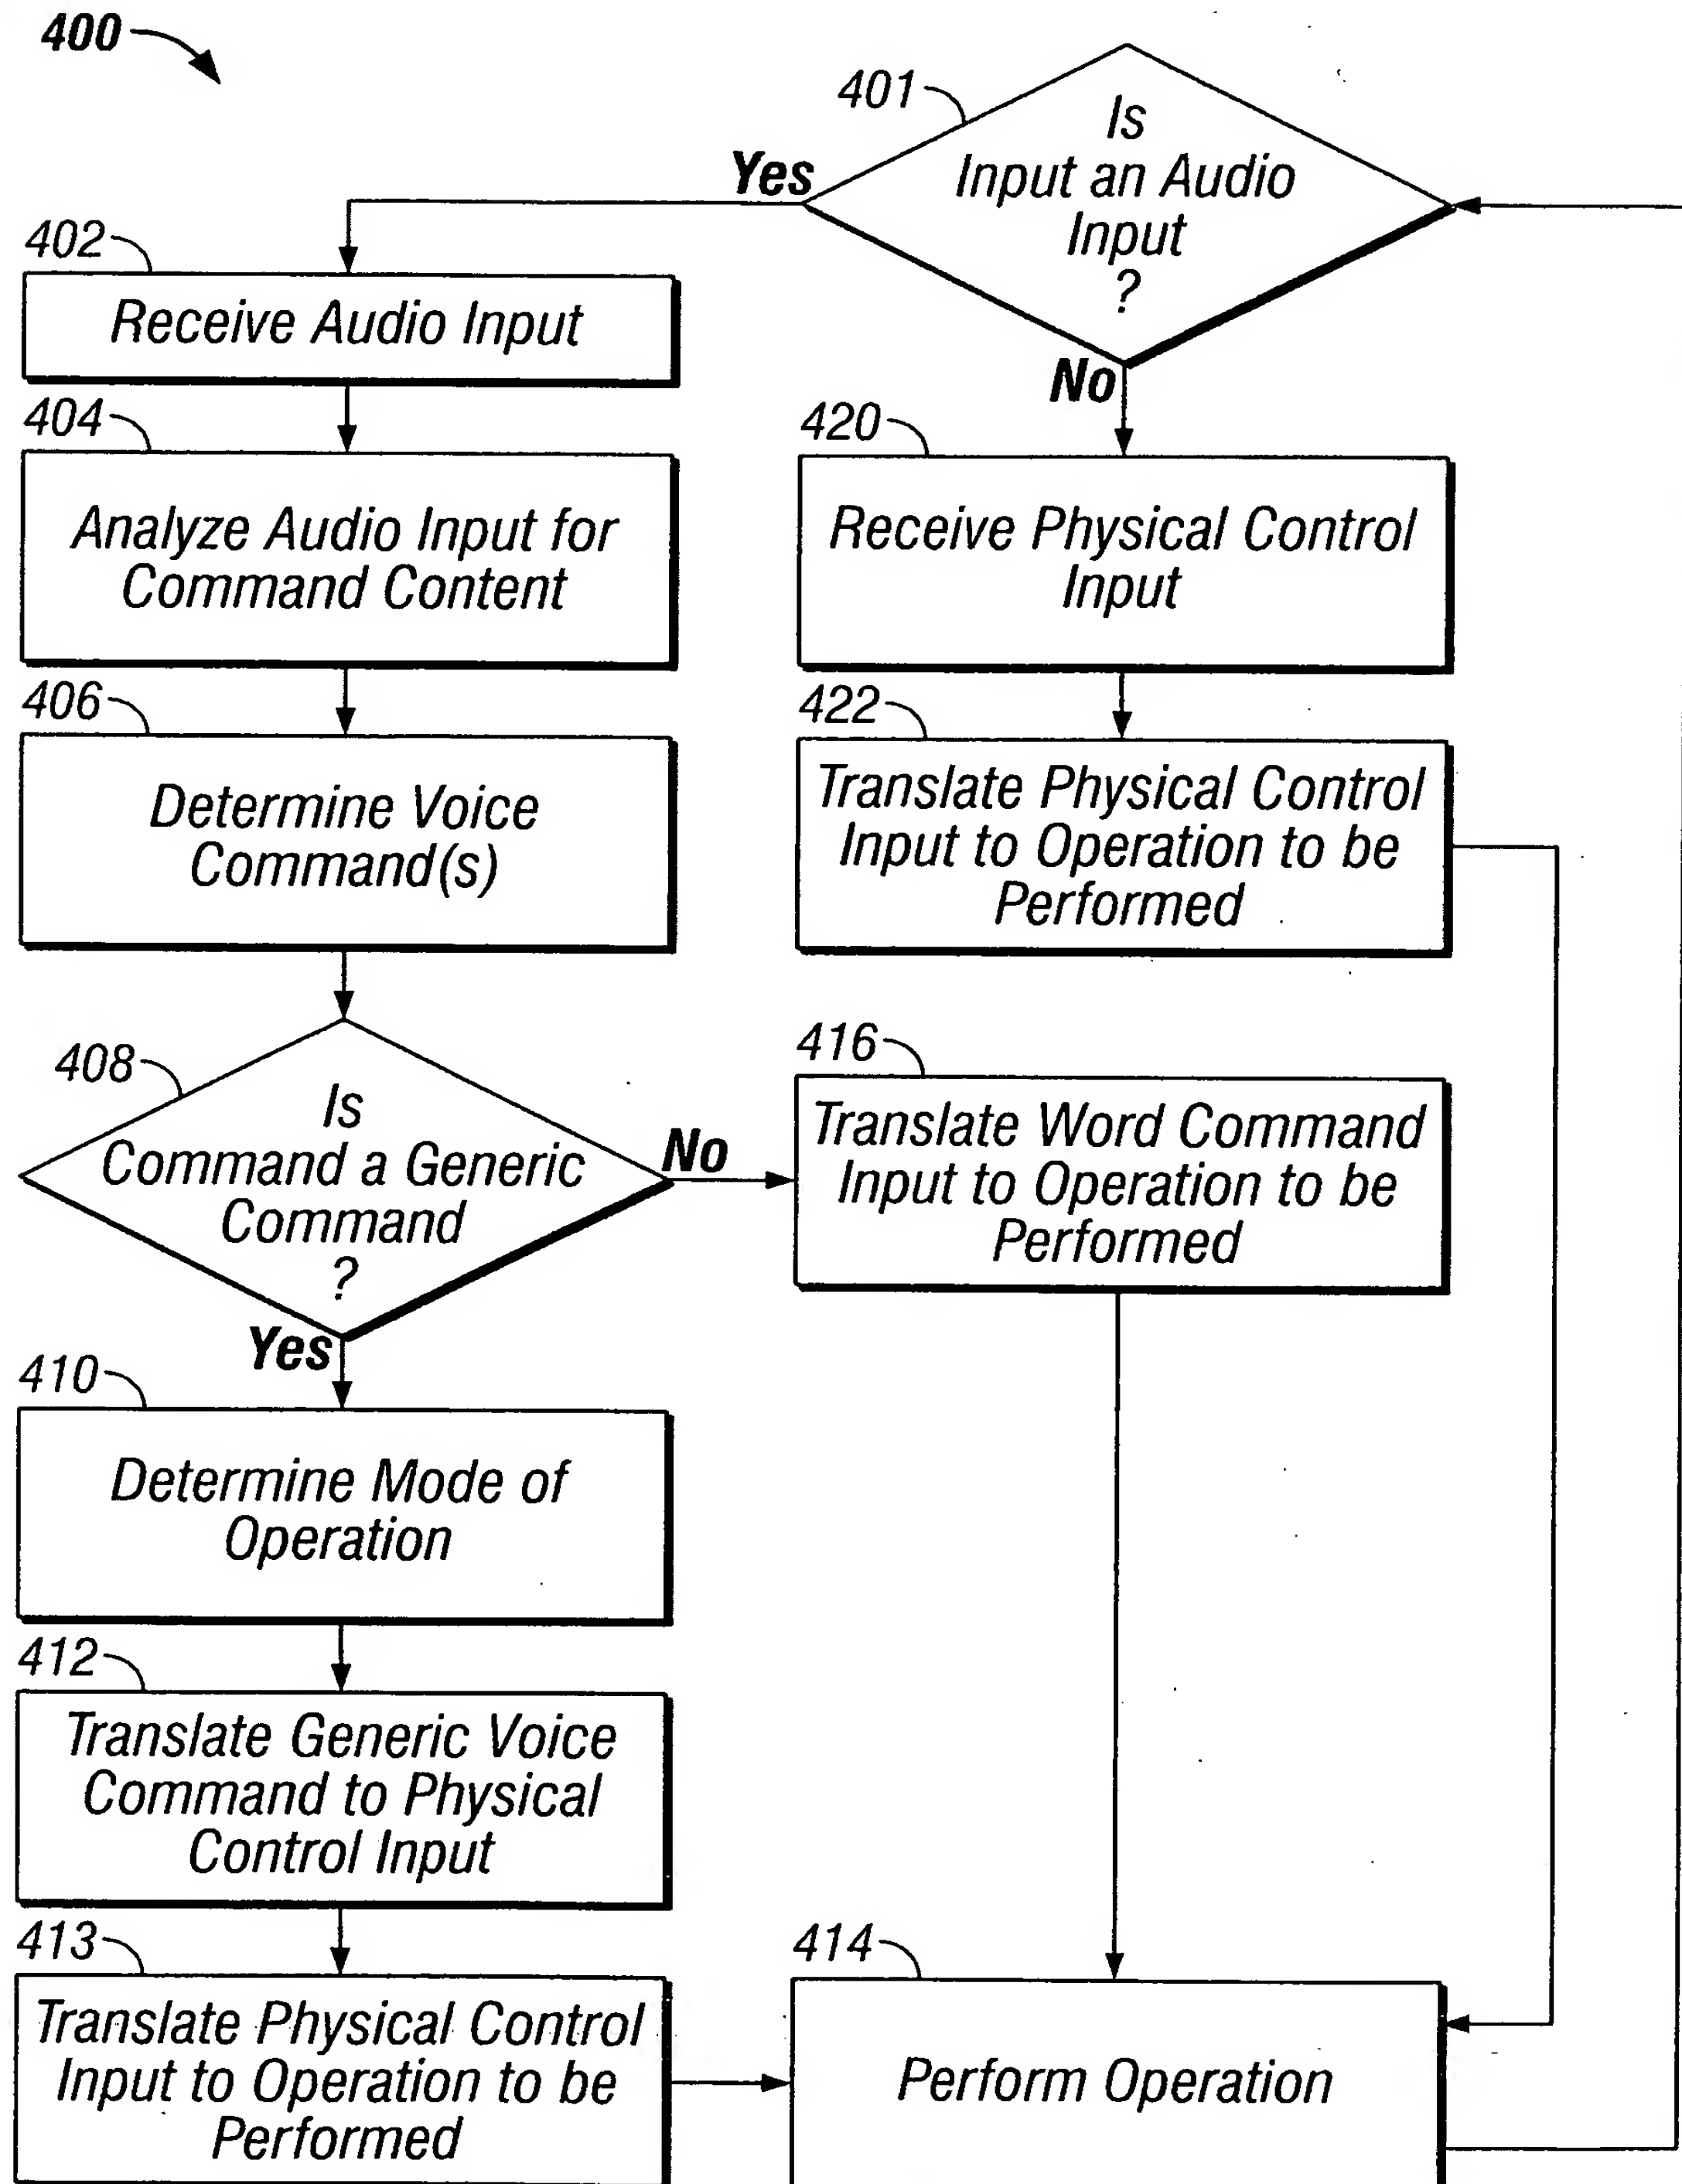 400
401
Is
Input an Audio
Input
?
Yes
No
402
Receive Audio Input
404
Analyze Audio Input for
Command Content
406
Determine Voice
Command(s)
408
Is
Command a Generic
Command
?
No
Yes
410
Determine Mode of
Operation
412
Translate Generic Voice
Command to Physical
Control Input
413
Translate Physical Control
Input to Operation to be
Performed
420
Receive Physical Control
Input
422
Translate Physical Control
Input to Operation to be
Performed
416
Translate Word Command
Input to Operation to be
Performed
414
Perform Operation